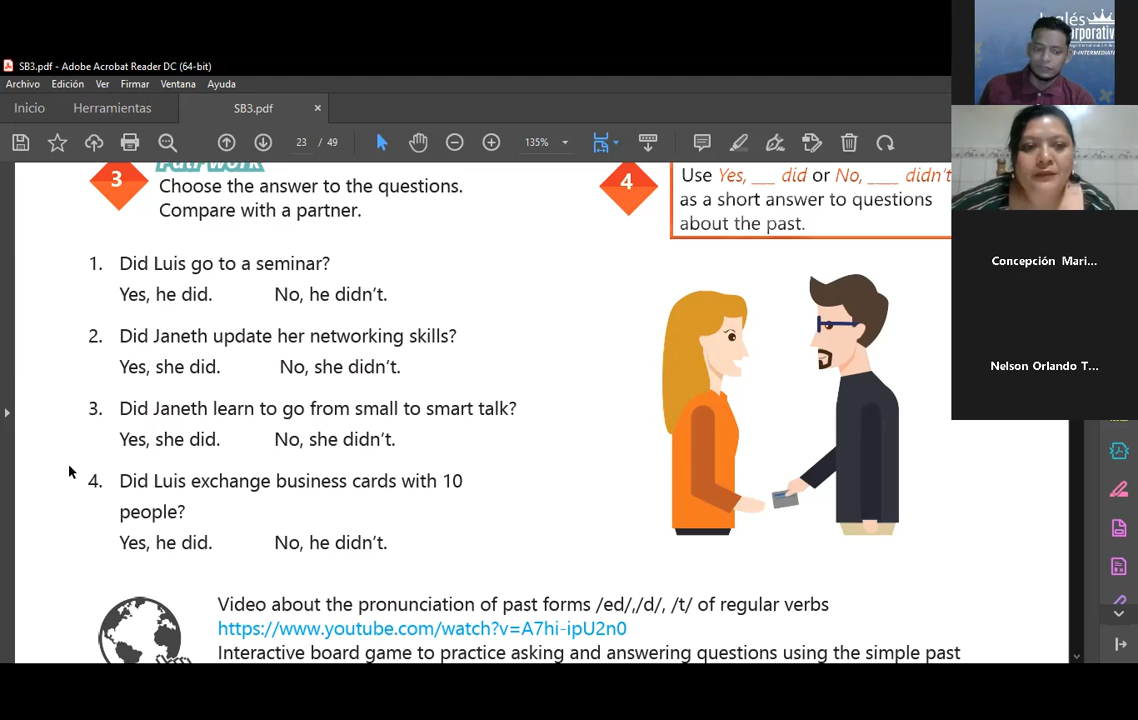 SB3.pdf - Adobe Acrobat Reader DC (64-bit)
Archivo Edición Ver Firmar Ventana Ayuda
Inicio Herramientas SB3.pdf ×
23 / 49 135%
3
Choose the answer to the questions.
Compare with a partner.
4
Use Yes, ___ did or No, ____ didn't
as a short answer to questions
about the past.
1. Did Luis go to a seminar?
Yes, he did. No, he didn't.
2. Did Janeth update her networking skills?
Yes, she did. No, she didn't.
3. Did Janeth learn to go from small to smart talk?
Yes, she did. No, she didn't.
4. Did Luis exchange business cards with 10
people?
Yes, he did. No, he didn't.
Video about the pronunciation of past forms /ed/,/d/, /t/ of regular verbs
https://www.youtube.com/watch?v=A7hi-ipU2n0
Interactive board game to practice asking and answering questions using the simple past
Inglés
orporativ
E-INTERMEDIATE
Concepción Mari...
Nelson Orlando T...